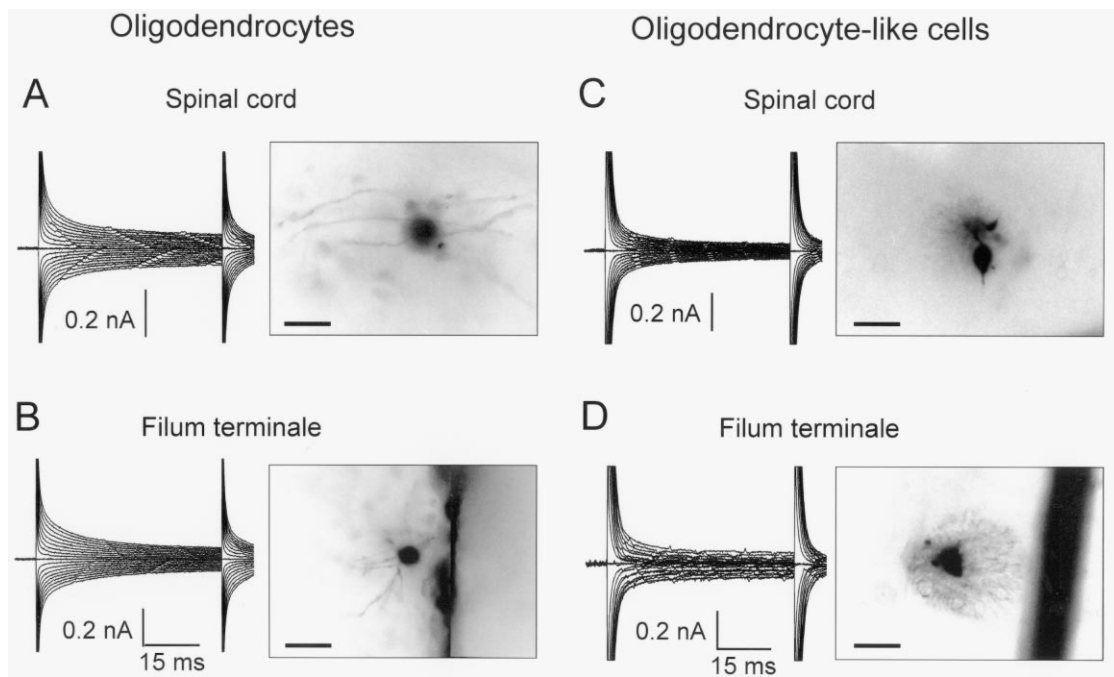 Oligodendrocytes
Oligodendrocyte-like cells
A
Spinal cord
0.2 nA
C
Spinal cord
0.2 nA
B
Filum terminale
0.2 nA
15 ms
D
Filum terminale
0.2 nA
15 ms